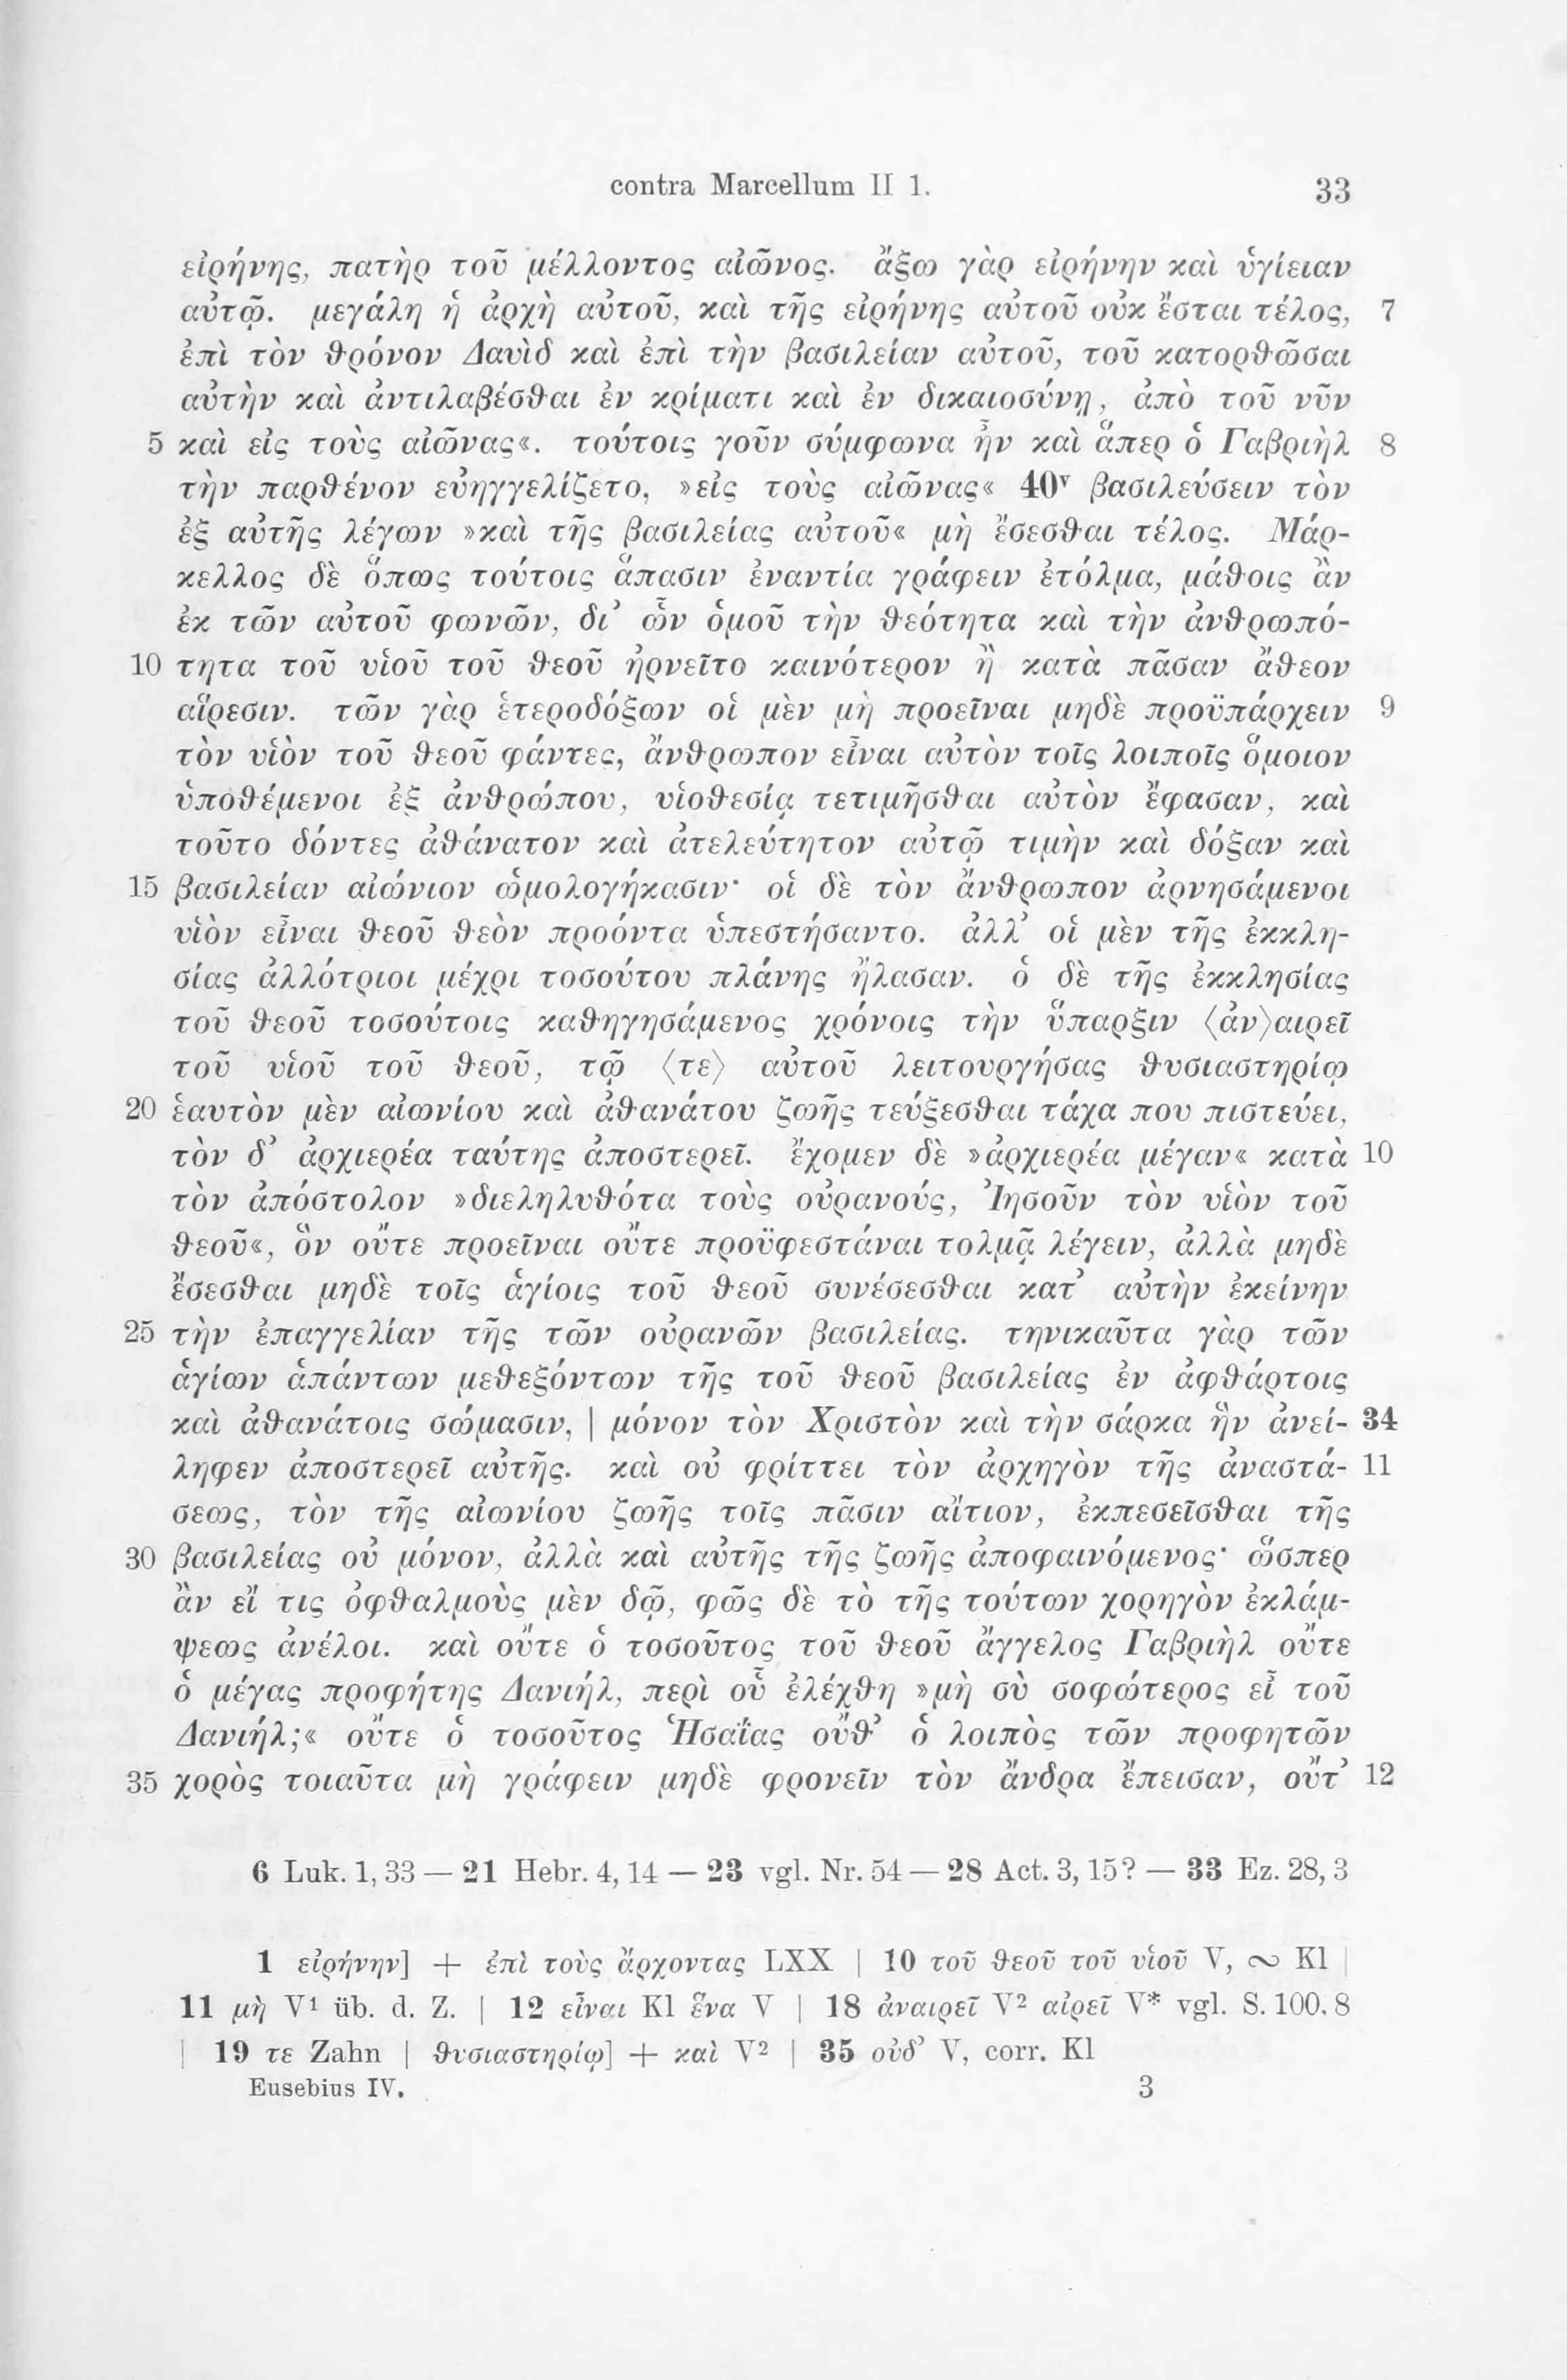 contra Marcellum II 1. 33
εἰρήνης, πατὴρ τοῦ μέλλοντος αἰῶνος. ἄξω γὰρ εἰρήνην καὶ ὑγίειαν
αὐτῷ. μεγάλη ἡ ἀρχὴ αὐτοῦ, καὶ τῆς εἰρήνης αὐτοῦ οὐκ ἔσται τέλος, 7
ἐπὶ τὸν θρόνον Δαυὶδ καὶ ἐπὶ τὴν βασιλείαν αὐτοῦ, τοῦ κατορθῶσαι
αὐτὴν καὶ ἀντιλαβέσθαι ἐν κρίματι καὶ ἐν δικαιοσύνῃ, ἀπὸ τοῦ νῦν
5 καὶ εἰς τοὺς αἰῶνας«. τούτοις γοῦν σύμφωνα ἦν καὶ ἅπερ ὁ Γαβριὴλ 8
τὴν παρθένον εὐηγγελίζετο, »εἰς τοὺς αἰῶνας« 40ᵛ βασιλεύσειν τὸν
ἐξ αὐτῆς λέγων »καὶ τῆς βασιλείας αὐτοῦ« μὴ ἔσεσθαι τέλος. Μάρ-
κελλος δὲ ὅπως τούτοις ἅπασιν ἐναντία γράφειν ἐτόλμα, μάθοις ἂν
ἐκ τῶν αὐτοῦ φωνῶν, δι’ ὧν ὁμοῦ τὴν θεότητα καὶ τὴν ἀνθρωπό-
10 τητα τοῦ υἱοῦ τοῦ θεοῦ ἠρνεῖτο καινότερον ἢ κατὰ πᾶσαν ἄθεον
αἵρεσιν. τῶν γὰρ ἑτεροδόξων οἱ μὲν μὴ προεῖναι μηδὲ προϋπάρχειν 9
τὸν υἱὸν τοῦ θεοῦ φάντες, ἄνθρωπον εἶναι αὐτὸν τοῖς λοιποῖς ὅμοιον
ὑποθέμενοι ἐξ ἀνθρώπου, υἱοθεσίᾳ τετιμῆσθαι αὐτὸν ἔφασαν, καὶ
τοῦτο δόντες ἀθάνατον καὶ ἀτελεύτητον αὐτῷ τιμὴν καὶ δόξαν καὶ
15 βασιλείαν αἰώνιον ὡμολογήκασιν· οἱ δὲ τὸν ἄνθρωπον ἀρνησάμενοι
υἱὸν εἶναι θεοῦ θεὸν προόντα ὑπεστήσαντο. ἀλλ’ οἱ μὲν τῆς ἐκκλη-
σίας ἀλλότριοι μέχρι τοσούτου πλάνης ἤλασαν. ὁ δὲ τῆς ἐκκλησίας
τοῦ θεοῦ τοσούτοις καθηγησάμενος χρόνοις τὴν ὕπαρξιν ⟨ἀν⟩αιρεῖ
τοῦ υἱοῦ τοῦ θεοῦ, τῷ ⟨τε⟩ αὐτοῦ λειτουργήσας θυσιαστηρίῳ
20 ἑαυτὸν μὲν αἰωνίου καὶ ἀθανάτου ζωῆς τεύξεσθαι τάχα που πιστεύει,
τὸν δ’ ἀρχιερέα ταύτης ἀποστερεῖ. ἔχομεν δὲ »ἀρχιερέα μέγαν« κατὰ 10
τὸν ἀπόστολον »διεληλυθότα τοὺς οὐρανούς, Ἰησοῦν τὸν υἱὸν τοῦ
θεοῦ«, ὃν οὔτε προεῖναι οὔτε προϋφεστάναι τολμᾷ λέγειν, ἀλλὰ μηδὲ
ἔσεσθαι μηδὲ τοῖς ἁγίοις τοῦ θεοῦ συνέσεσθαι κατ’ αὐτὴν ἐκείνην
25 τὴν ἐπαγγελίαν τῆς τῶν οὐρανῶν βασιλείας. τηνικαῦτα γὰρ τῶν
ἁγίων ἁπάντων μεθεξόντων τῆς τοῦ θεοῦ βασιλείας ἐν ἀφθάρτοις
καὶ ἀθανάτοις σώμασιν, | μόνον τὸν Χριστὸν καὶ τὴν σάρκα ἣν ἀνεί- 34
ληφεν ἀποστερεῖ αὐτῆς. καὶ οὐ φρίττει τὸν ἀρχηγὸν τῆς ἀναστά- 11
σεως, τὸν τῆς αἰωνίου ζωῆς τοῖς πᾶσιν αἴτιον, ἐκπεσεῖσθαι τῆς
30 βασιλείας οὐ μόνον, ἀλλὰ καὶ αὐτῆς τῆς ζωῆς ἀποφαινόμενος· ὥσπερ
ἂν εἴ τις ὀφθαλμοὺς μὲν δῷ, φῶς δὲ τὸ τῆς τούτων χορηγὸν ἐκλάμ-
ψεως ἀνέλοι. καὶ οὔτε ὁ τοσοῦτος τοῦ θεοῦ ἄγγελος Γαβριὴλ οὔτε
ὁ μέγας προφήτης Δανιήλ, περὶ οὗ ἐλέχθη »μὴ σὺ σοφώτερος εἶ τοῦ
Δανιήλ;« οὔτε ὁ τοσοῦτος Ἡσαΐας οὔθ’ ὁ λοιπὸς τῶν προφητῶν
35 χορὸς τοιαῦτα μὴ γράφειν μηδὲ φρονεῖν τὸν ἄνδρα ἔπεισαν, οὔτ’ 12
6 Luk. 1, 33 — 21 Hebr. 4, 14 — 23 vgl. Nr. 54 — 28 Act. 3, 15? — 33 Ez. 28, 3
1 εἰρήνην] + ἐπὶ τοὺς ἄρχοντας LXX | 10 τοῦ θεοῦ τοῦ υἱοῦ V, ∾ Kl |
11 μὴ V¹ üb. d. Z. | 12 εἶναι Kl ἕνα V | 18 ἀναιρεῖ V² αἱρεῖ V* vgl. S. 100, 8
| 19 τε Zahn | θυσιαστηρίῳ] + καὶ V² | 35 οὐδ’ V, corr. Kl
Eusebius IV. 3